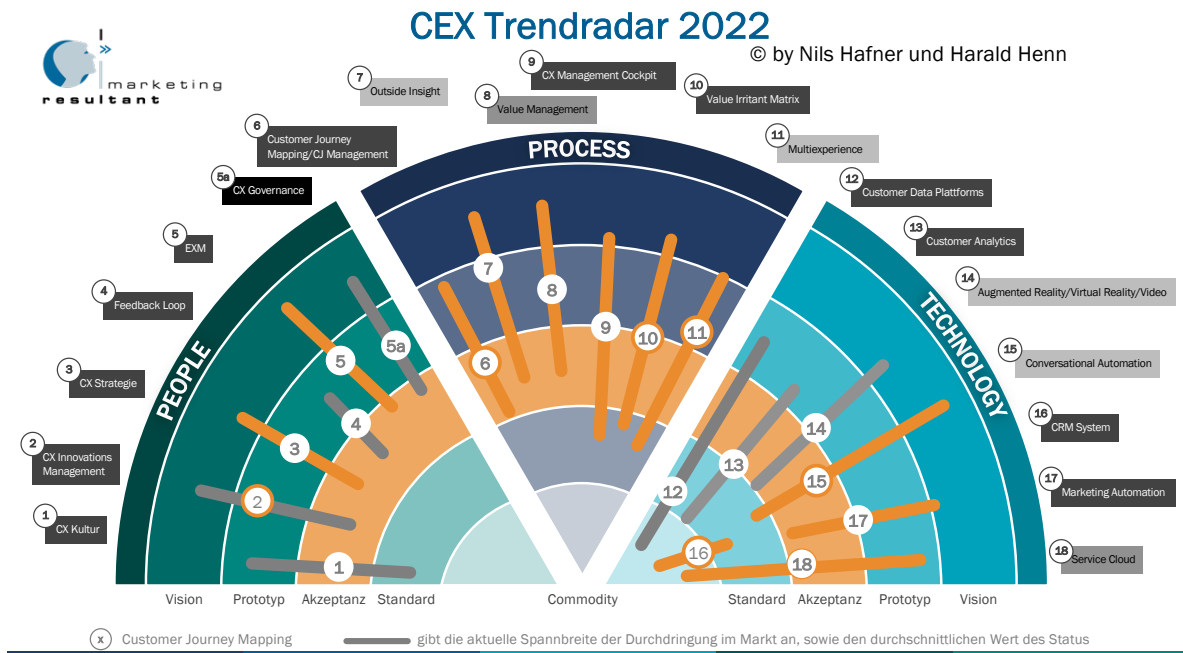 CEX Trendradar 2022
© by Nils Hafner und Harald Henn
marketing
resultant
7
Outside Insight
8
Value Management
9
CX Management Cockpit
10
Value Irritant Matrix
6
Customer Journey
Mapping/CJ Management
11
Multiexperience
5a
CX Governance
12
Customer Data Plattforms
5
EXM
13
Customer Analytics
4
Feedback Loop
14
Augmented Reality/Virtual Reality/Video
3
CX Strategie
15
Conversational Automation
2
CX Innovations
Management
16
CRM System
1
CX Kultur
17
Marketing Automation
18
Service Cloud
PEOPLE
PROCESS
TECHNOLOGY
1
2
3
4
5
5a
6
7
8
9
10
11
12
13
14
15
16
17
18
Vision Prototyp Akzeptanz Standard Commodity Standard Akzeptanz Prototyp Vision
x Customer Journey Mapping gibt die aktuelle Spannbreite der Durchdringung im Markt an, sowie den durchschnittlichen Wert des Status